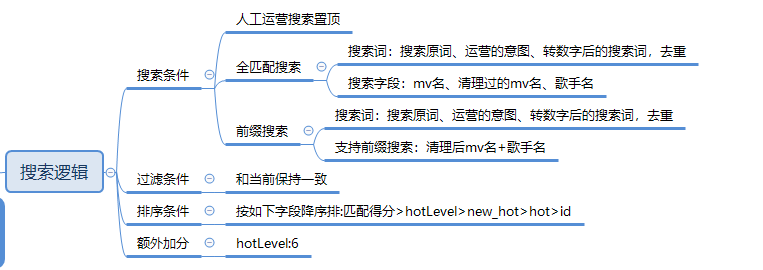 人工运营搜索置顶
搜索词：搜索原词、运营的意图、转数字后的搜索词，去重
搜索条件
全匹配搜索
搜索字段：mv名、清理过的mv名、歌手名
搜索词：搜索原词、运营的意图、转数字后的搜索词，去重
前缀搜索
支持前缀搜索：清理后mv名+歌手名
搜索逻辑
过滤条件
和当前保持一致
排序条件
按如下字段降序排:匹配得分>hotLevel>new_hot>hot>id
额外加分
hotLevel:6